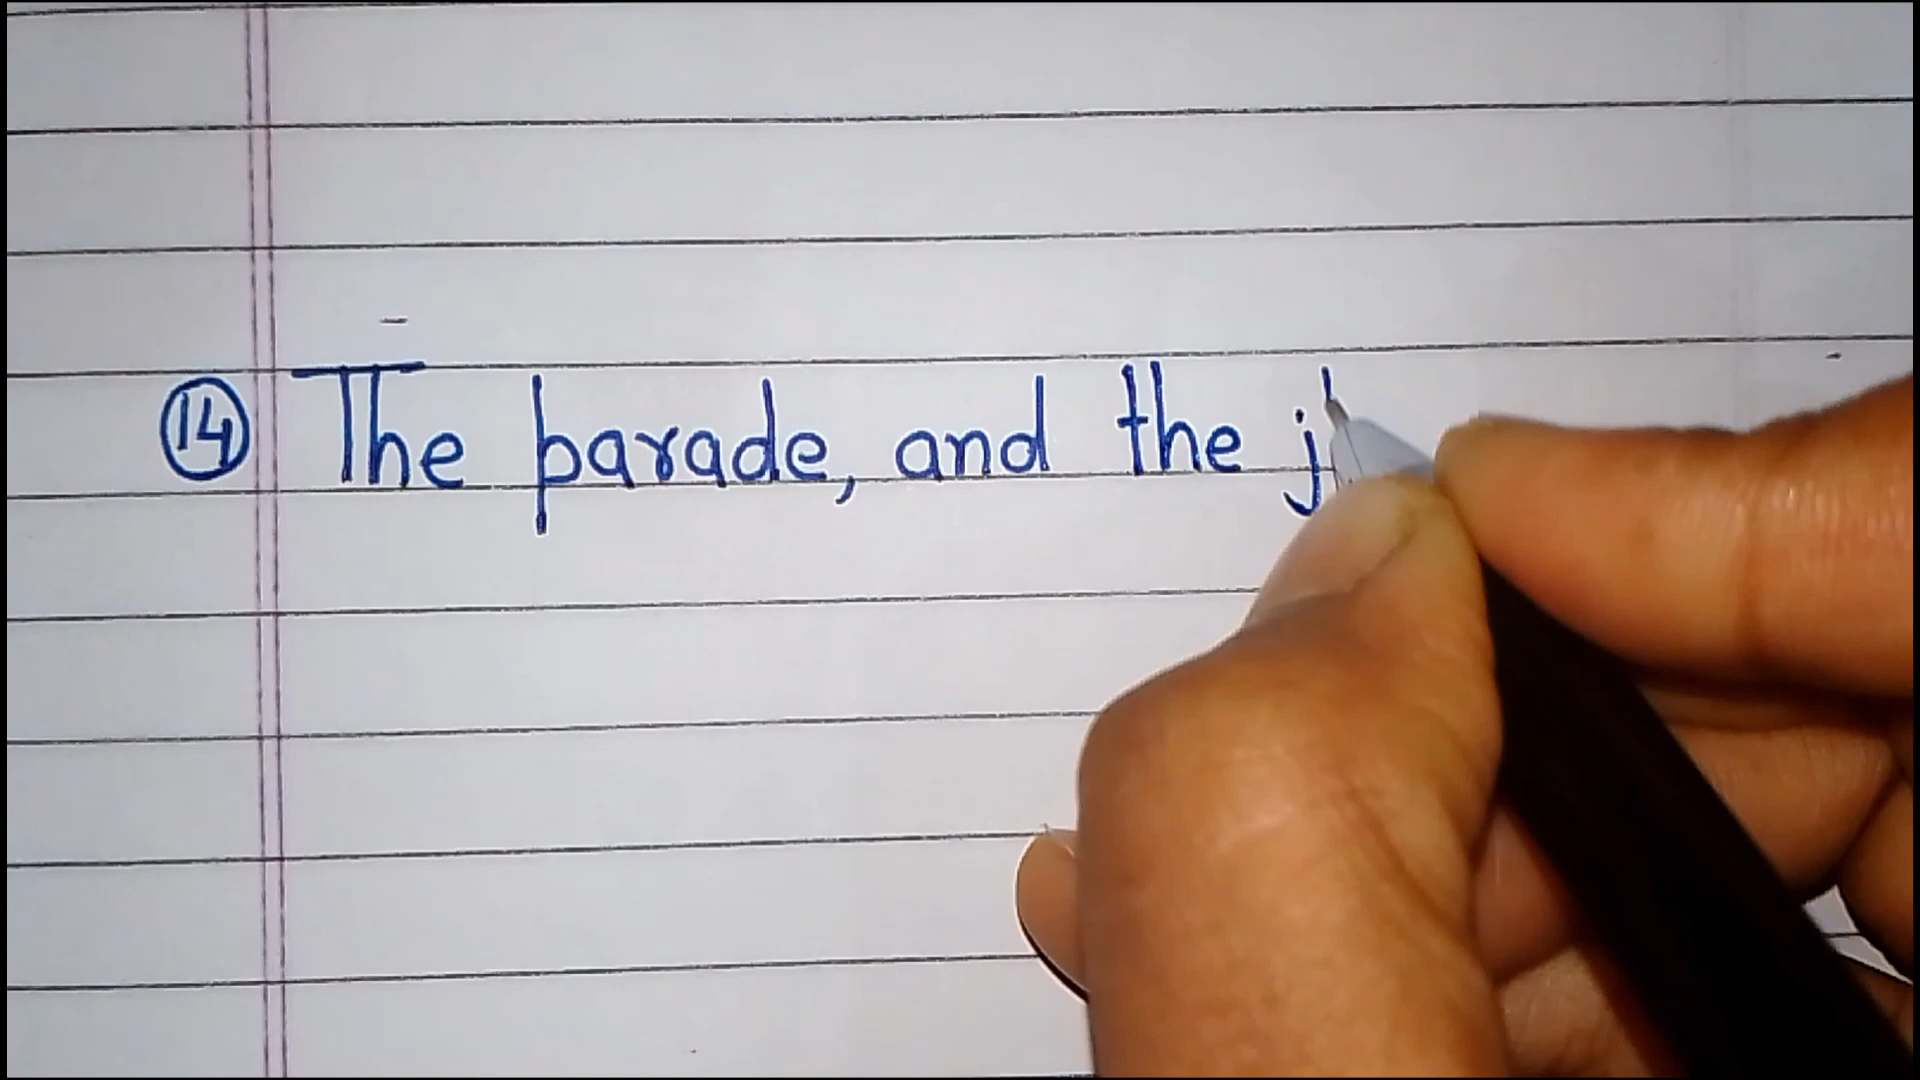 14 The parade, and the